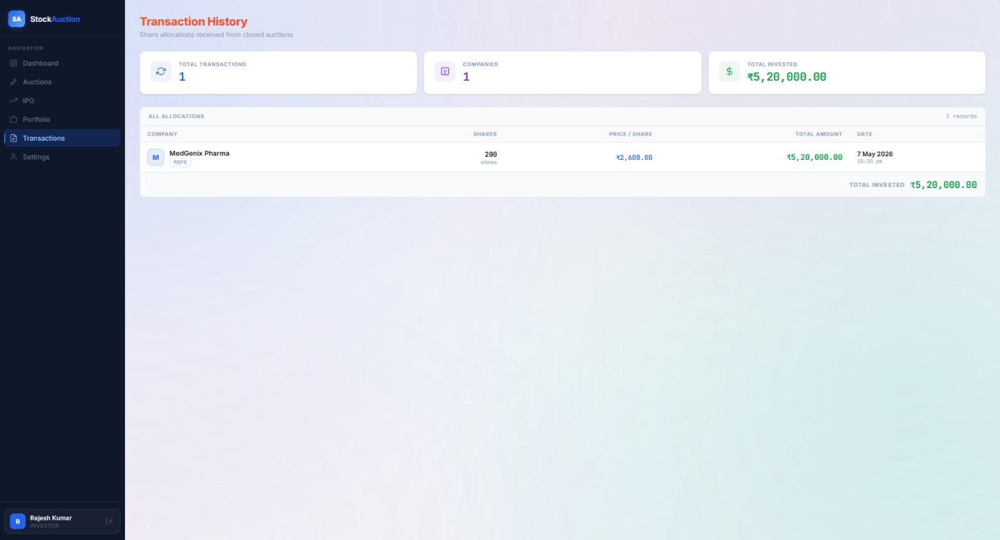 SA StockAuction
NAVIGATION
Dashboard
Auctions
IPO
Portfolio
Transactions
Settings
R Rajesh Kumar
INVESTOR
Transaction History
Share allocations received from closed auctions
TOTAL TRANSACTIONS
1
COMPANIES
1
TOTAL INVESTED
₹5,20,000.00
ALL ALLOCATIONS 1 records
COMPANY SHARES PRICE / SHARE TOTAL AMOUNT DATE
M MedGenix Pharma 200 ₹2,600.00 ₹5,20,000.00 7 May 2026
MGPX shares 10:30 pm
TOTAL INVESTED ₹5,20,000.00